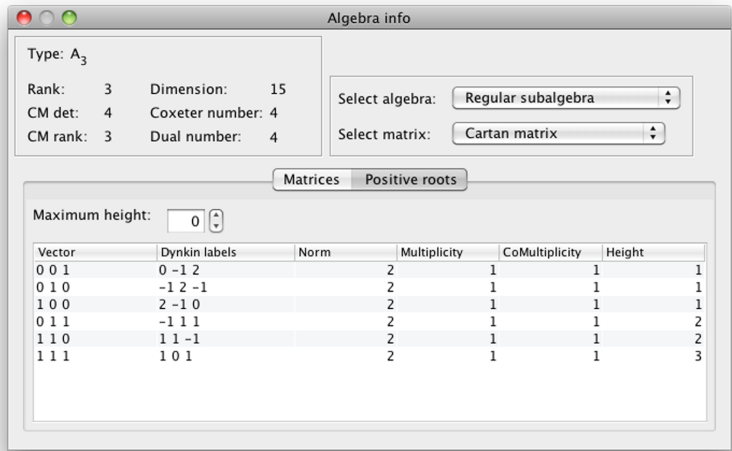 Algebra info
Type: A3
Rank: 3 Dimension: 15
CM det: 4 Coxeter number: 4
CM rank: 3 Dual number: 4
Select algebra: Regular subalgebra
Select matrix: Cartan matrix
Matrices Positive roots
Maximum height: 0
Vector Dynkin labels Norm Multiplicity CoMultiplicity Height
0 0 1 0 -1 2 2 1 1 1
0 1 0 -1 2 -1 2 1 1 1
1 0 0 2 -1 0 2 1 1 1
0 1 1 -1 1 1 2 1 1 2
1 1 0 1 1 -1 2 1 1 2
1 1 1 1 0 1 2 1 1 3